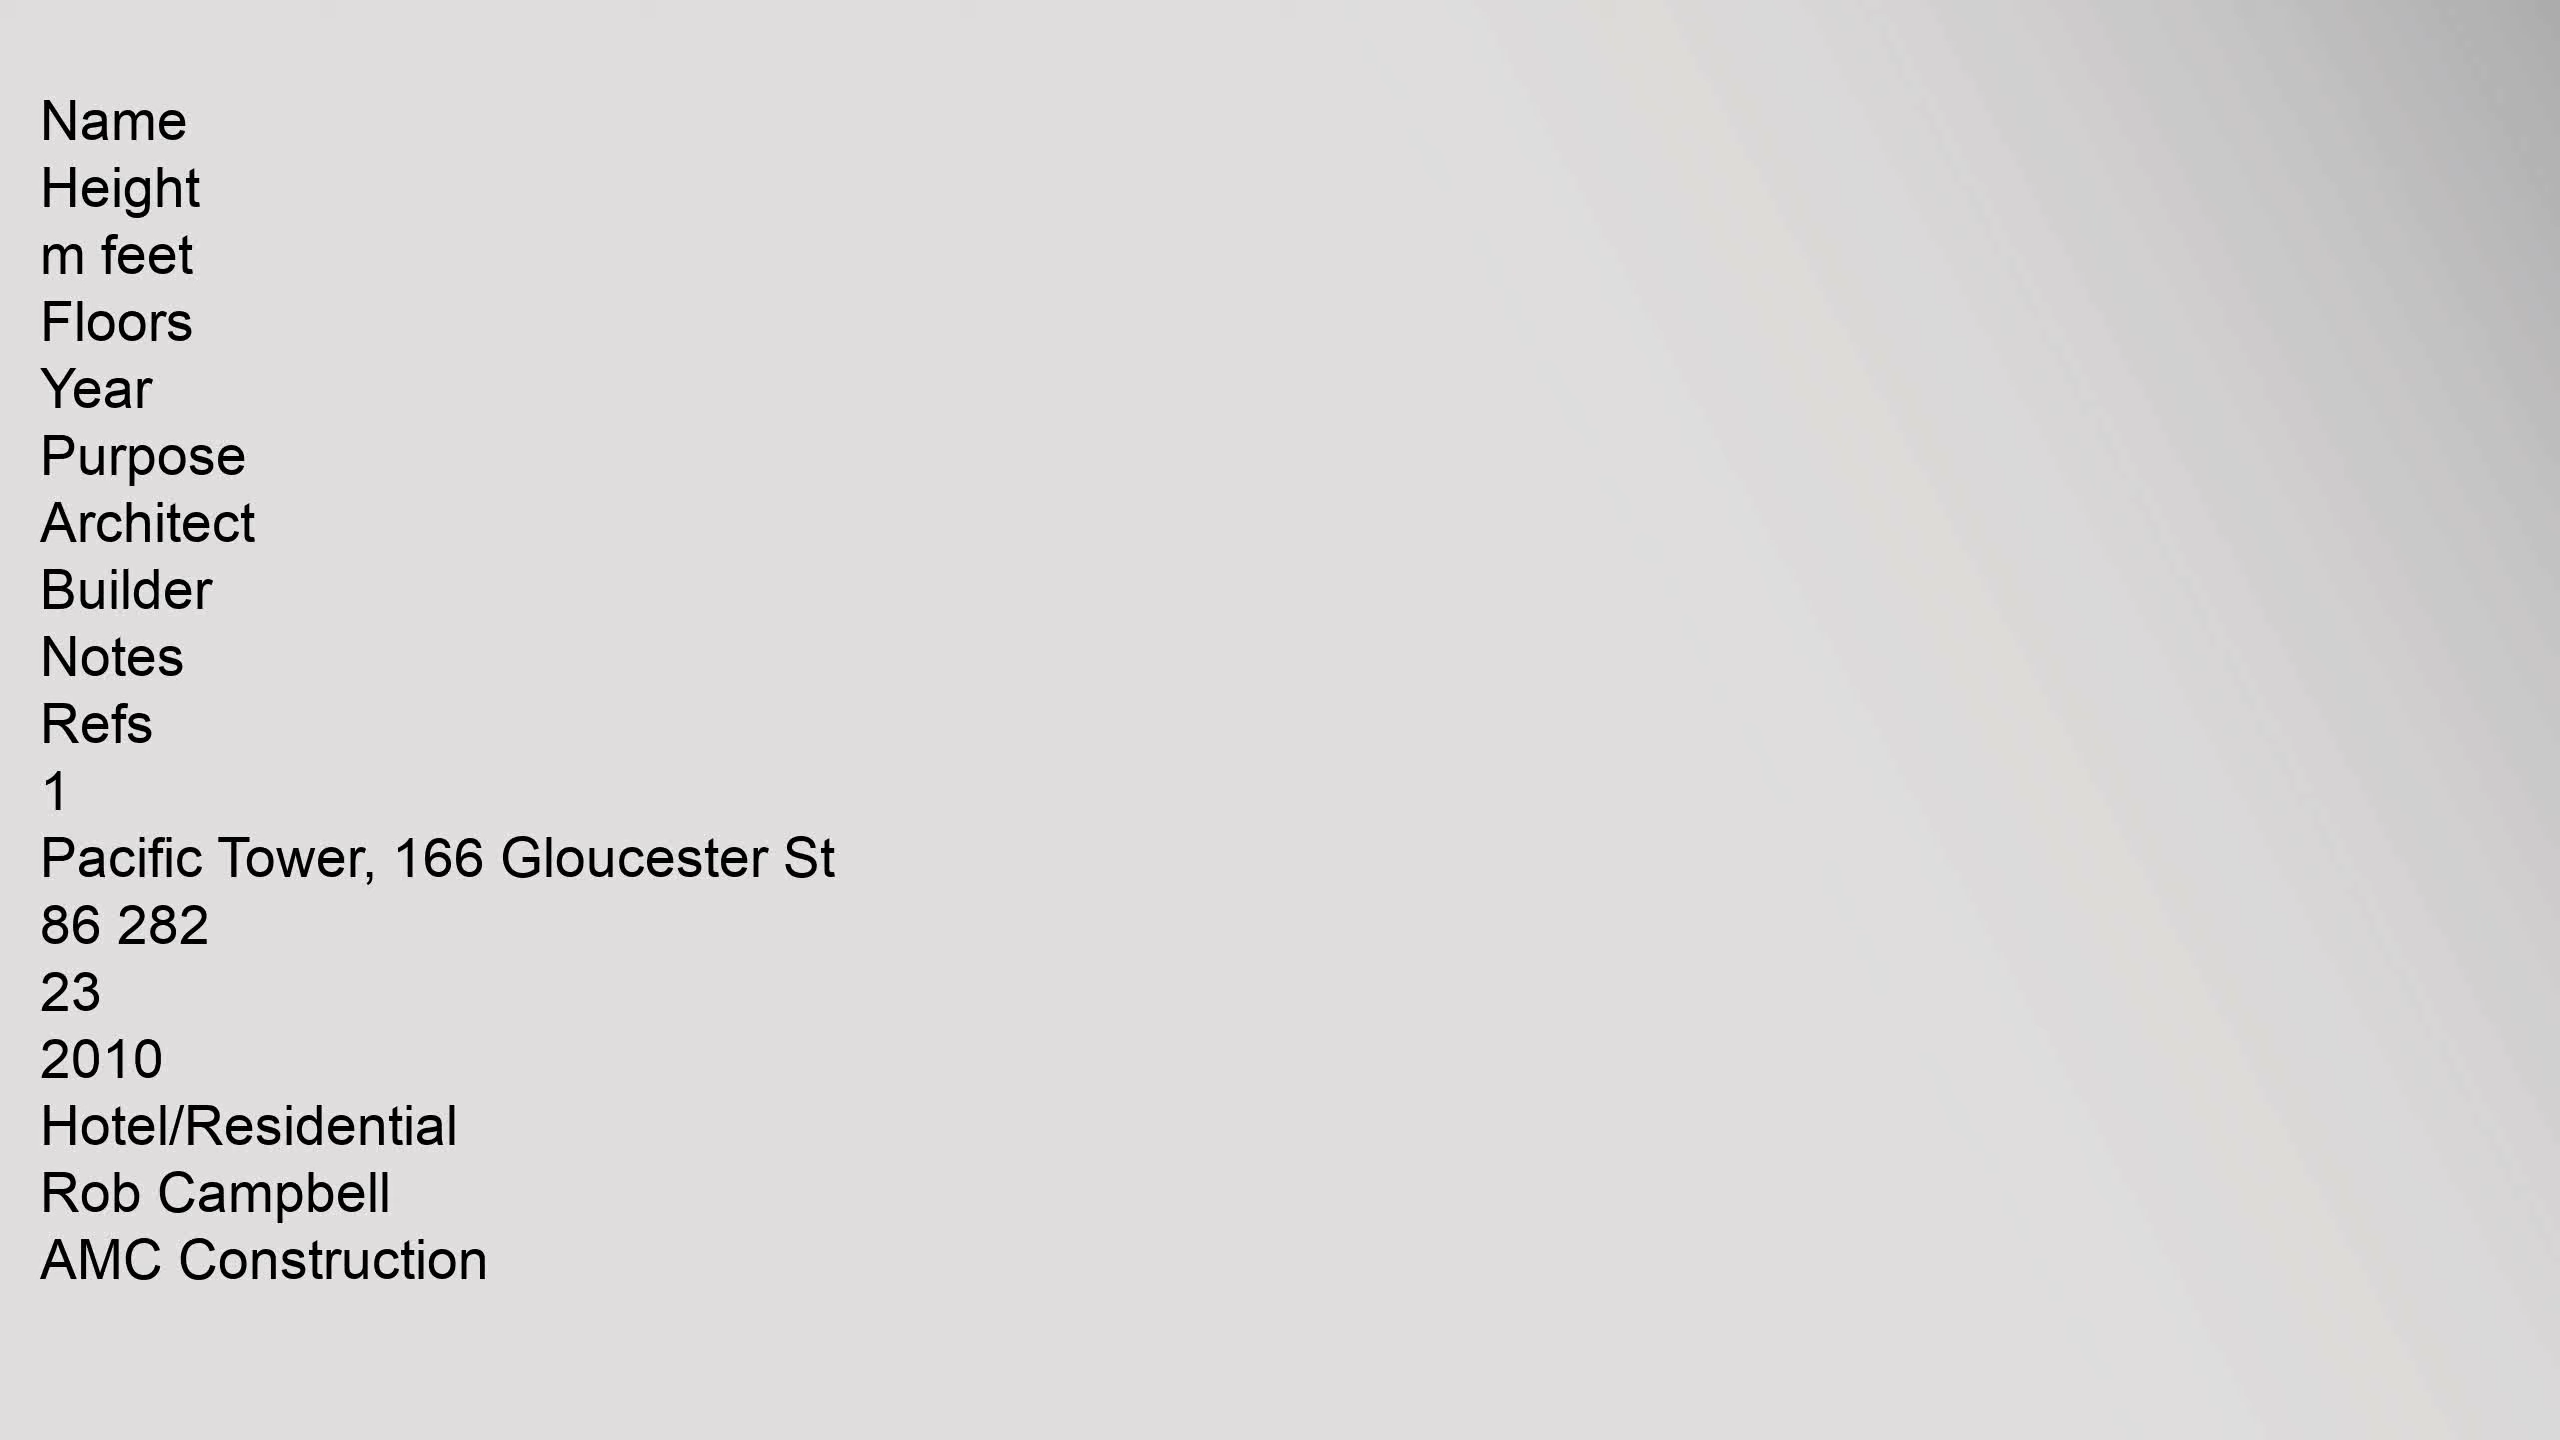 Name
Height
m feet
Floors
Year
Purpose
Architect
Builder
Notes
Refs
1
Pacific Tower, 166 Gloucester St
86 282
23
2010
Hotel/Residential
Rob Campbell
AMC Construction